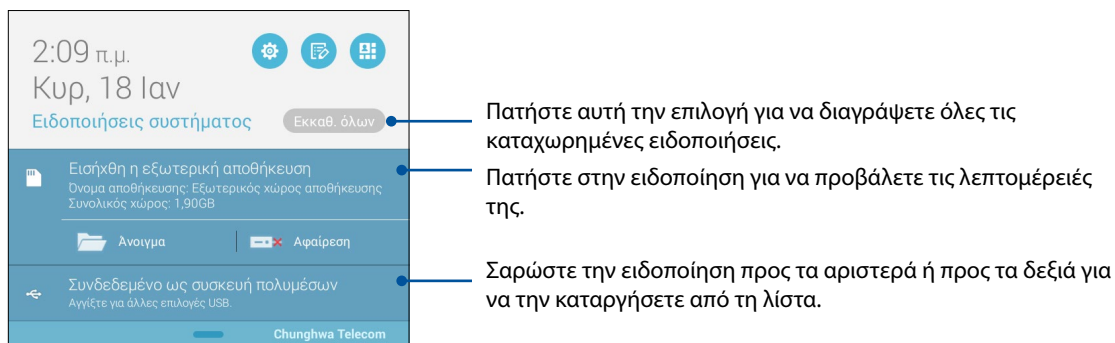 2:09 π.μ.
Κυρ, 18 Ιαν
Ειδοποιήσεις συστήματος
Εκκαθ. όλων
Εισήχθη η εξωτερική αποθήκευση
Όνομα αποθήκευσης: Εξωτερικός χώρος αποθήκευσης
Συνολικός χώρος: 1,90GB
Άνοιγμα
Αφαίρεση
Συνδεδεμένο ως συσκευή πολυμέσων
Αγγίξτε για άλλες επιλογές USB.
Chunghwa Telecom
Πατήστε αυτή την επιλογή για να διαγράψετε όλες τις
καταχωρημένες ειδοποιήσεις.
Πατήστε στην ειδοποίηση για να προβάλετε τις λεπτομέρειές
της.
Σαρώστε την ειδοποίηση προς τα αριστερά ή προς τα δεξιά για
να την καταργήσετε από τη λίστα.